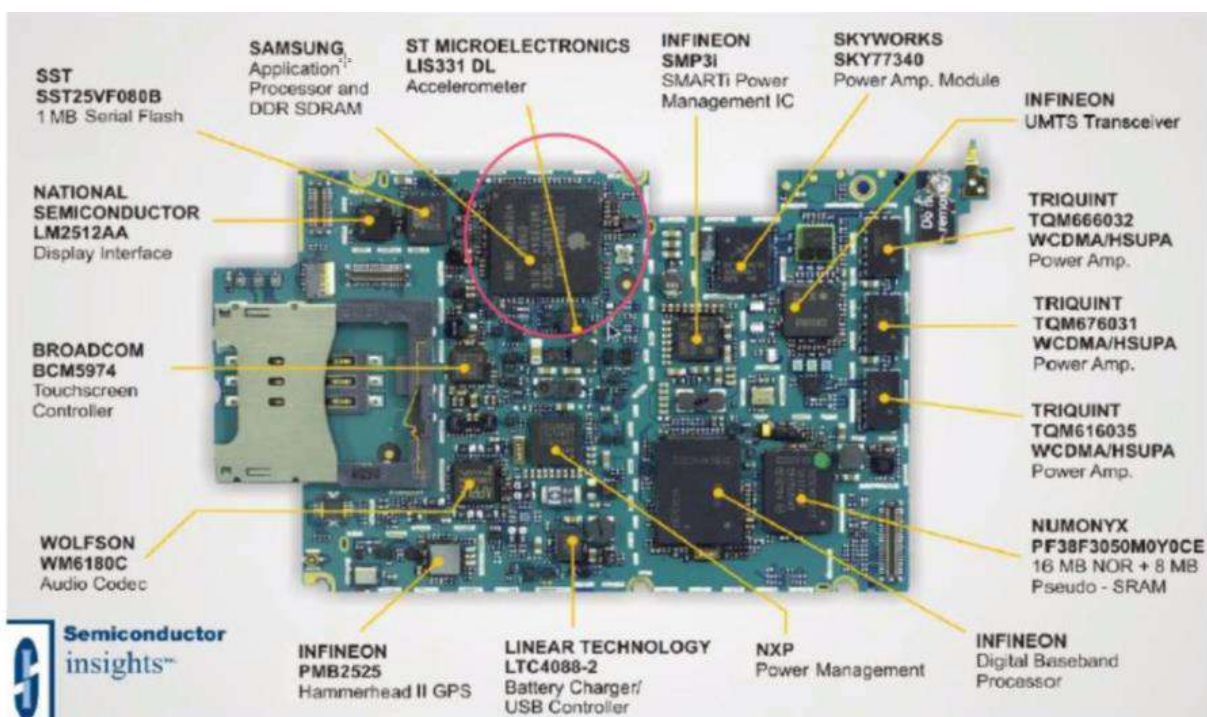 SST
SST25VF080B
1 MB Serial Flash
SAMSUNG
Application
Processor and
DDR SDRAM
ST MICROELECTRONICS
LIS331 DL
Accelerometer
INFINEON
SMP3i
SMARTi Power
Management IC
SKYWORKS
SKY77340
Power Amp. Module
INFINEON
UMTS Transceiver
NATIONAL
SEMICONDUCTOR
LM2512AA
Display Interface
TRIQUINT
TQM666032
WCDMA/HSUPA
Power Amp.
BROADCOM
BCM5974
Touchscreen
Controller
TRIQUINT
TQM676031
WCDMA/HSUPA
Power Amp.
TRIQUINT
TQM616035
WCDMA/HSUPA
Power Amp.
WOLFSON
WM6180C
Audio Codec
NUMONYX
PF38F3050M0Y0CE
16 MB NOR + 8 MB
Pseudo - SRAM
INFINEON
PMB2525
Hammerhead II GPS
LINEAR TECHNOLOGY
LTC4088-2
Battery Charger/
USB Controller
NXP
Power Management
INFINEON
Digital Baseband
Processor
Semiconductor
insights